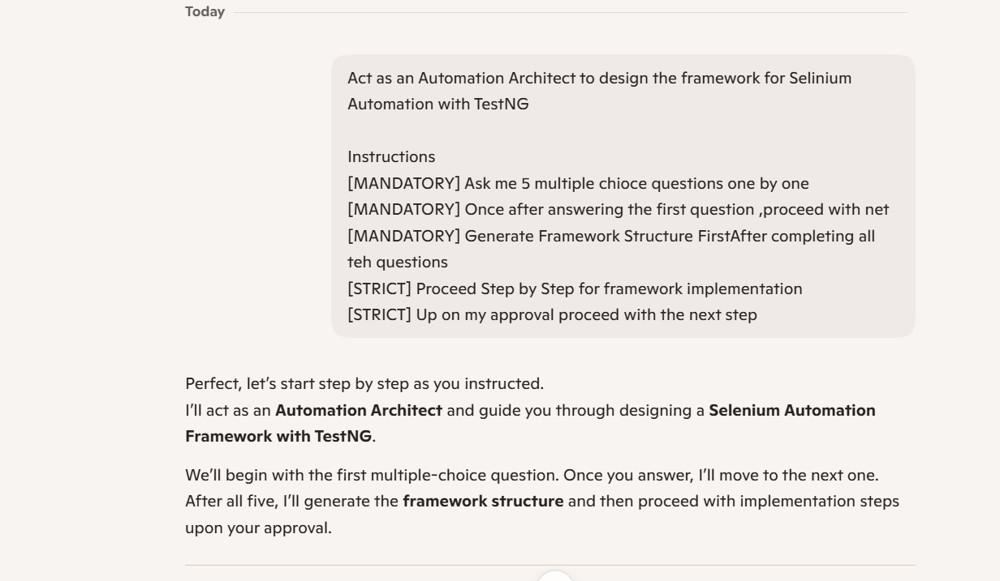 Today
Act as an Automation Architect to design the framework for Selinium
Automation with TestNG
Instructions
[MANDATORY] Ask me 5 multiple chioce questions one by one
[MANDATORY] Once after answering the first question ,proceed with net
[MANDATORY] Generate Framework Structure FirstAfter completing all
teh questions
[STRICT] Proceed Step by Step for framework implementation
[STRICT] Up on my approval proceed with the next step
Perfect, let’s start step by step as you instructed.
I’ll act as an Automation Architect and guide you through designing a Selenium Automation
Framework with TestNG.
We’ll begin with the first multiple-choice question. Once you answer, I’ll move to the next one.
After all five, I’ll generate the framework structure and then proceed with implementation steps
upon your approval.